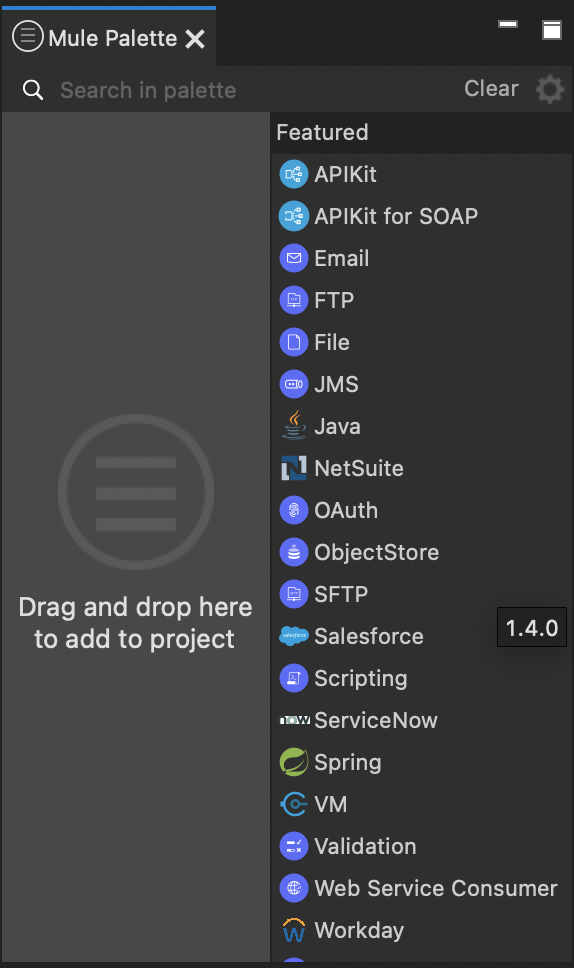 Mule Palette
Search in palette
Clear
Featured
APIKit
APIKit for SOAP
Email
FTP
File
JMS
Java
NetSuite
OAuth
ObjectStore
SFTP
salesforce
Salesforce
1.4.0
Scripting
now
ServiceNow
Spring
VM
Validation
Web Service Consumer
Workday
Drag and drop here
to add to project